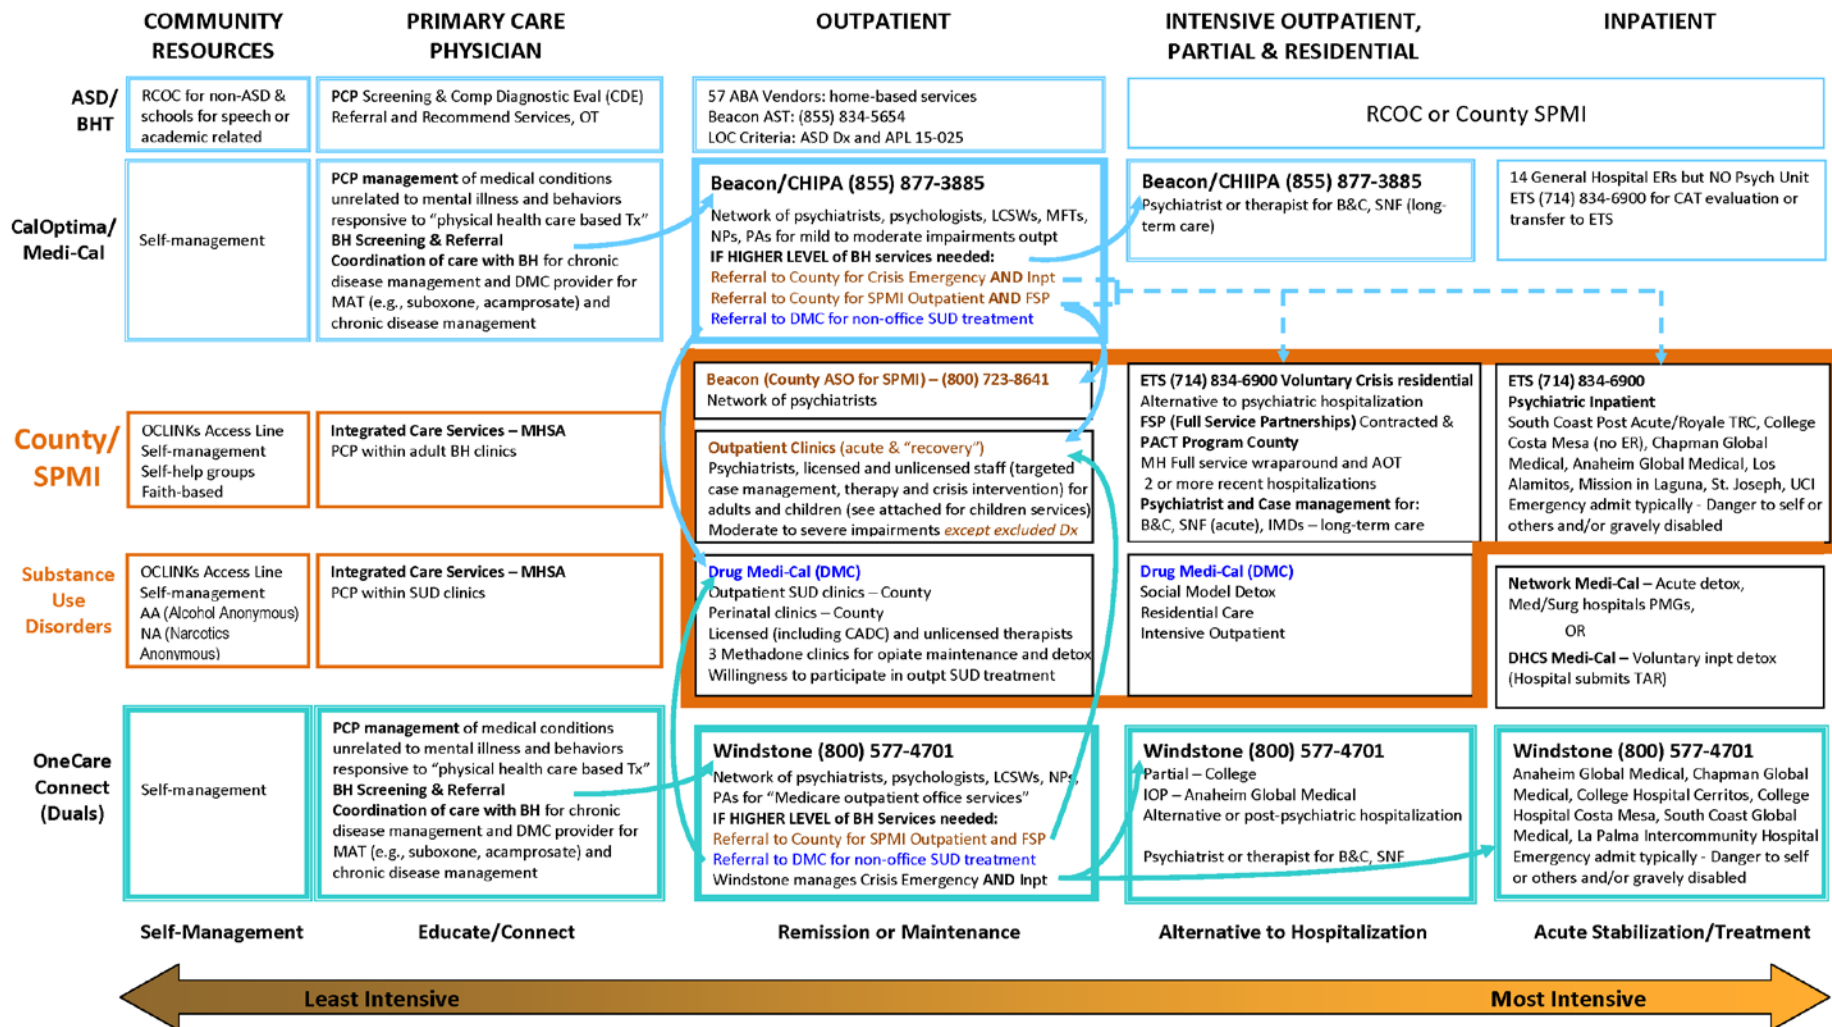 COMMUNITY
RESOURCES
PRIMARY CARE
PHYSICIAN
OUTPATIENT
INTENSIVE OUTPATIENT,
PARTIAL & RESIDENTIAL
INPATIENT
ASD/
BHT
RCOC for non-ASD &
schools for speech or
academic related
PCP Screening & Comp Diagnostic Eval (CDE)
Referral and Recommend Services, OT
57 ABA Vendors: home-based services
Beacon AST: (855) 834-5654
LOC Criteria: ASD Dx and APL 15-025
RCOC or County SPMI
CalOptima/
Medi-Cal
Self-management
PCP management of medical conditions
unrelated to mental illness and behaviors
responsive to “physical health care based Tx”
BH Screening & Referral
Coordination of care with BH for chronic
disease management and DMC provider for
MAT (e.g., suboxone, acamprosate) and
chronic disease management
Beacon/CHIPA (855) 877-3885
Network of psychiatrists, psychologists, LCSWs, MFTs,
NPs, PAs for mild to moderate impairments outpt
IF HIGHER LEVEL of BH services needed:
Referral to County for Crisis Emergency AND Inpt
Referral to County for SPMI Outpatient AND FSP
Referral to DMC for non-office SUD treatment
Beacon/CHIIPA (855) 877-3885
Psychiatrist or therapist for B&C, SNF (long-
term care)
14 General Hospital ERs but NO Psych Unit
ETS (714) 834-6900 for CAT evaluation or
transfer to ETS
County/
SPMI
OCLINKs Access Line
Self-management
Self-help groups
Faith-based
Integrated Care Services – MHSA
PCP within adult BH clinics
Beacon (County ASO for SPMI) – (800) 723-8641
Network of psychiatrists
Outpatient Clinics (acute & “recovery”)
Psychiatrists, licensed and unlicensed staff (targeted
case management, therapy and crisis intervention) for
adults and children (see attached for children services)
Moderate to severe impairments except excluded Dx
ETS (714) 834-6900 Voluntary Crisis residential
Alternative to psychiatric hospitalization
FSP (Full Service Partnerships) Contracted &
PACT Program County
MH Full service wraparound and AOT
2 or more recent hospitalizations
Psychiatrist and Case management for:
B&C, SNF (acute), IMDs – long-term care
ETS (714) 834-6900
Psychiatric Inpatient
South Coast Post Acute/Royale TRC, College
Costa Mesa (no ER), Chapman Global
Medical, Anaheim Global Medical, Los
Alamitos, Mission in Laguna, St. Joseph, UCI
Emergency admit typically - Danger to self or
others and/or gravely disabled
Substance
Use
Disorders
OCLINKs Access Line
Self-management
AA (Alcohol Anonymous)
NA (Narcotics
Anonymous)
Integrated Care Services – MHSA
PCP within SUD clinics
Drug Medi-Cal (DMC)
Outpatient SUD clinics – County
Perinatal clinics – County
Licensed (including CADC) and unlicensed therapists
3 Methadone clinics for opiate maintenance and detox
Willingness to participate in outpt SUD treatment
Drug Medi-Cal (DMC)
Social Model Detox
Residential Care
Intensive Outpatient
Network Medi-Cal – Acute detox,
Med/Surg hospitals PMGs,
OR
DHCS Medi-Cal – Voluntary inpt detox
(Hospital submits TAR)
OneCare
Connect
(Duals)
Self-management
PCP management of medical conditions
unrelated to mental illness and behaviors
responsive to “physical health care based Tx”
BH Screening & Referral
Coordination of care with BH for chronic
disease management and DMC provider for
MAT (e.g., suboxone, acamprosate) and
chronic disease management
Windstone (800) 577-4701
Network of psychiatrists, psychologists, LCSWs, NPs,
PAs for “Medicare outpatient office services”
IF HIGHER LEVEL of BH Services needed:
Referral to County for SPMI Outpatient and FSP
Referral to DMC for non-office SUD treatment
Windstone manages Crisis Emergency AND Inpt
Windstone (800) 577-4701
Partial – College
IOP – Anaheim Global Medical
Alternative or post-psychiatric hospitalization
Psychiatrist or therapist for B&C, SNF
Windstone (800) 577-4701
Anaheim Global Medical, Chapman Global
Medical, College Hospital Cerritos, College
Hospital Costa Mesa, South Coast Global
Medical, La Palma Intercommunity Hospital
Emergency admit typically - Danger to self
or others and/or gravely disabled
Self-Management
Educate/Connect
Remission or Maintenance
Alternative to Hospitalization
Acute Stabilization/Treatment
Least Intensive
Most Intensive